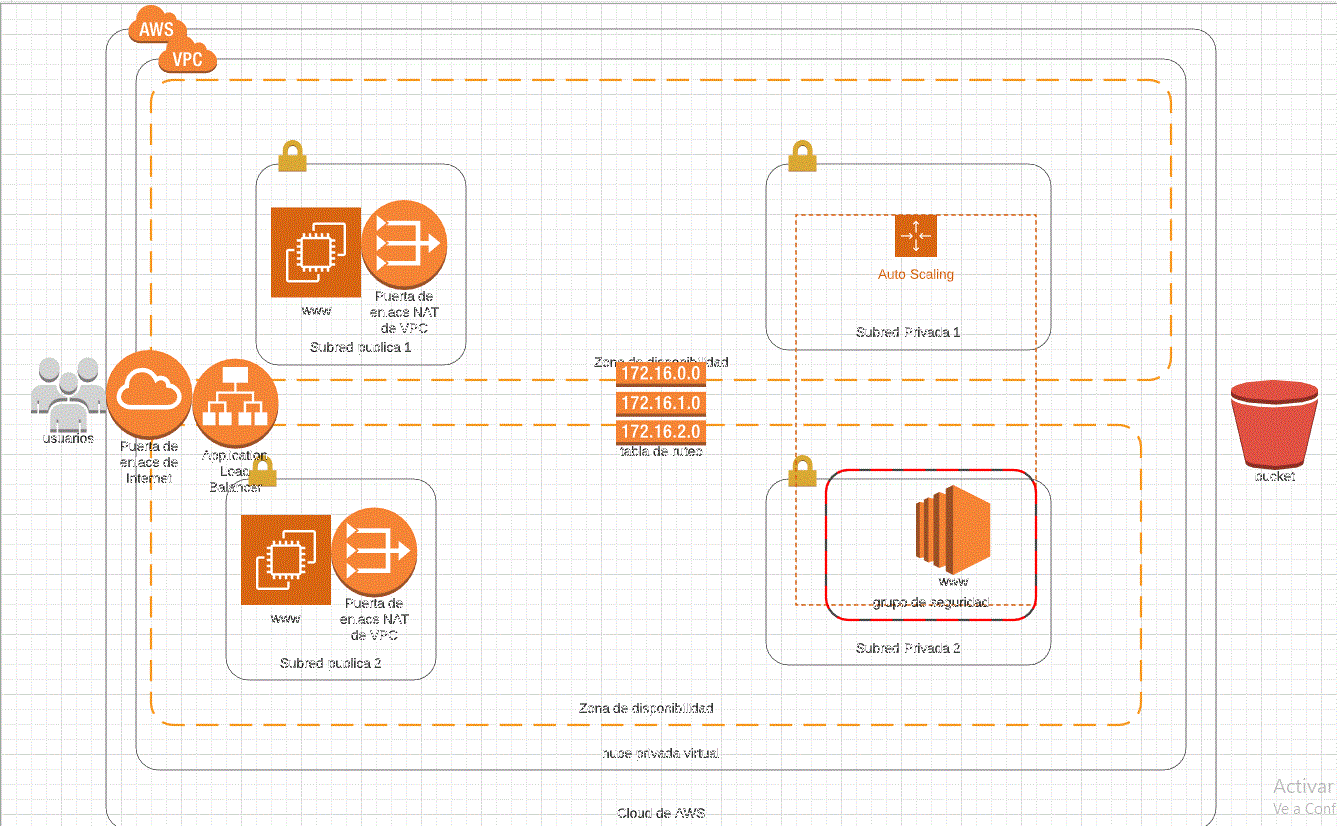 AWS
VPC
www
Puerta de
enlace NAT
de VPC
Subred publica 1
Auto Scaling
Subred Privada 1
Zona de disponibilidad
172.16.0.0
172.16.1.0
172.16.2.0
tabla de ruteo
usuarios
Puerta de
enlace de
Internet
Application
Load
Balancer
bucket
www
Puerta de
enlace NAT
de VPC
Subred publica 2
www
grupo de seguridad
Subred Privada 2
Zona de disponibilidad
nube privada virtual
Cloud de AWS
Activar
Ve a Conf